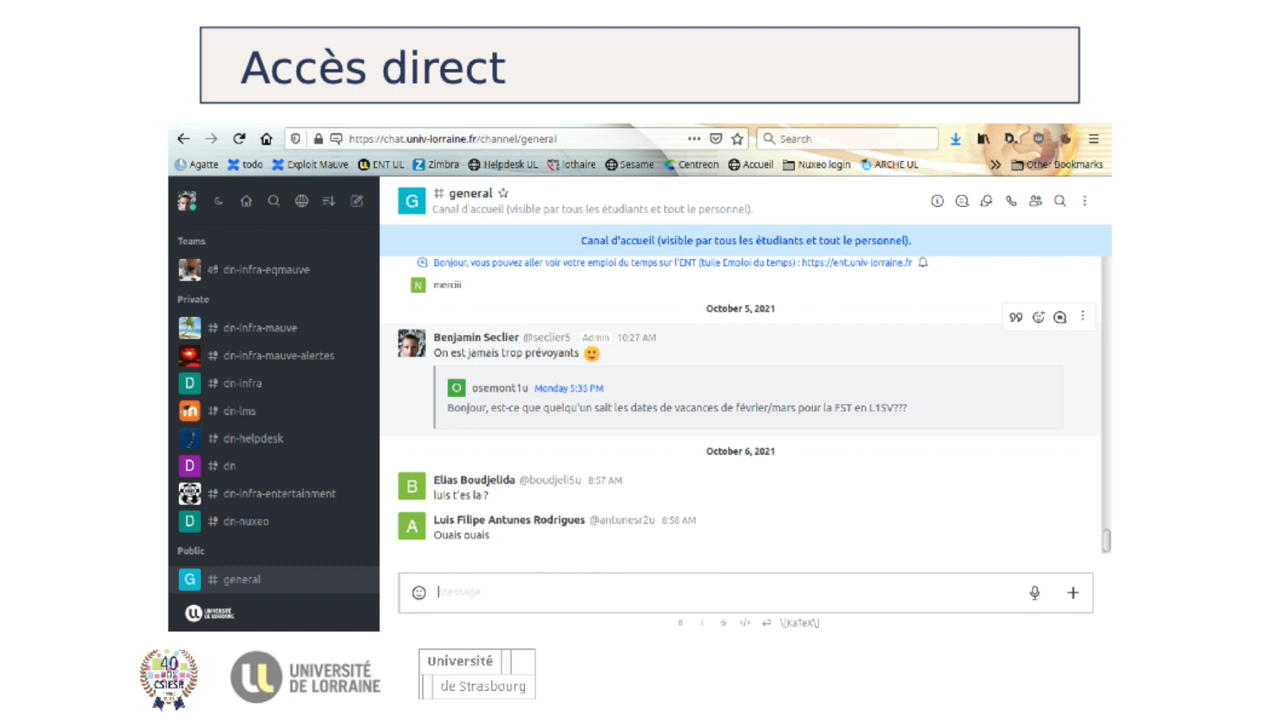 Accès direct
https://chat.univ-lorraine.fr/channel/general
Search
Agatte todo Exploit Mauve ENT UL Zimbra Helpdesk UL lothaire Sesame Centreon Accueil Nuxeo login ARCHE UL Other Bookmarks
G # general
Canal d'accueil (visible par tous les étudiants et tout le personnel).
Canal d'accueil (visible par tous les étudiants et tout le personnel).
Teams
dn-infra-eqmauve
Private
dn-infra-mauve
dn-infra-mauve-alertes
D dn-infra
dn-lms
dn-helpdesk
D dn
dn-infra-entertainment
D dn-nuxeo
Public
G # general
UNIVERSITÉ
DE LORRAINE
Bonjour, vous pouvez aller voir votre emploi du temps sur l'ENT (tuile Emploi du temps) : https://ent.univ-lorraine.fr
N merciii
October 5, 2021
Benjamin Seclier @seclier5 Admin 10:27 AM
On est jamais trop prévoyants
O osemont1u Monday 5:35 PM
Bonjour, est-ce que quelqu'un sait les dates de vacances de février/mars pour la FST en L1SV???
October 6, 2021
B Elias Boudjelida @boudjeli5u 8:57 AM
luis t'es la ?
A Luis Filipe Antunes Rodrigues @antunesr2u 8:58 AM
Ouais ouais
Message
B I S </> \[KaTeX\]
40
ans
CSIESR
UNIVERSITÉ
DE LORRAINE
Université
de Strasbourg